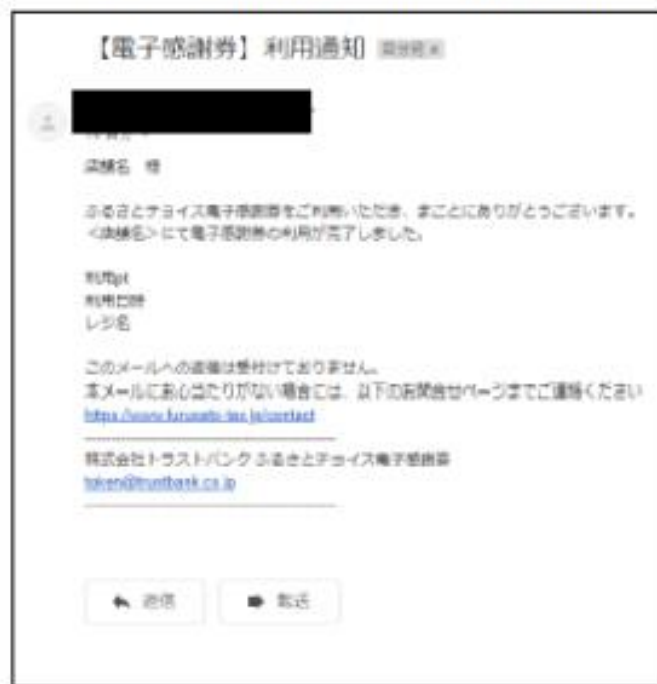 【電子感謝券】利用通知
店舗名 様
ふるさとチョイス電子感謝券をご利用いただき、まことにありがとうございます。
<店舗名>にて電子感謝券の利用が完了しました。
利用pt
利用日時
レジ名
このメールへの返信は受付けておりません。
本メールにお心当たりがない場合には、以下のお問合せページまでご連絡ください
https://www.furusato-tax.jp/contact
株式会社トラストバンク ふるさとチョイス電子感謝券
token@trustbank.co.jp
返信
転送